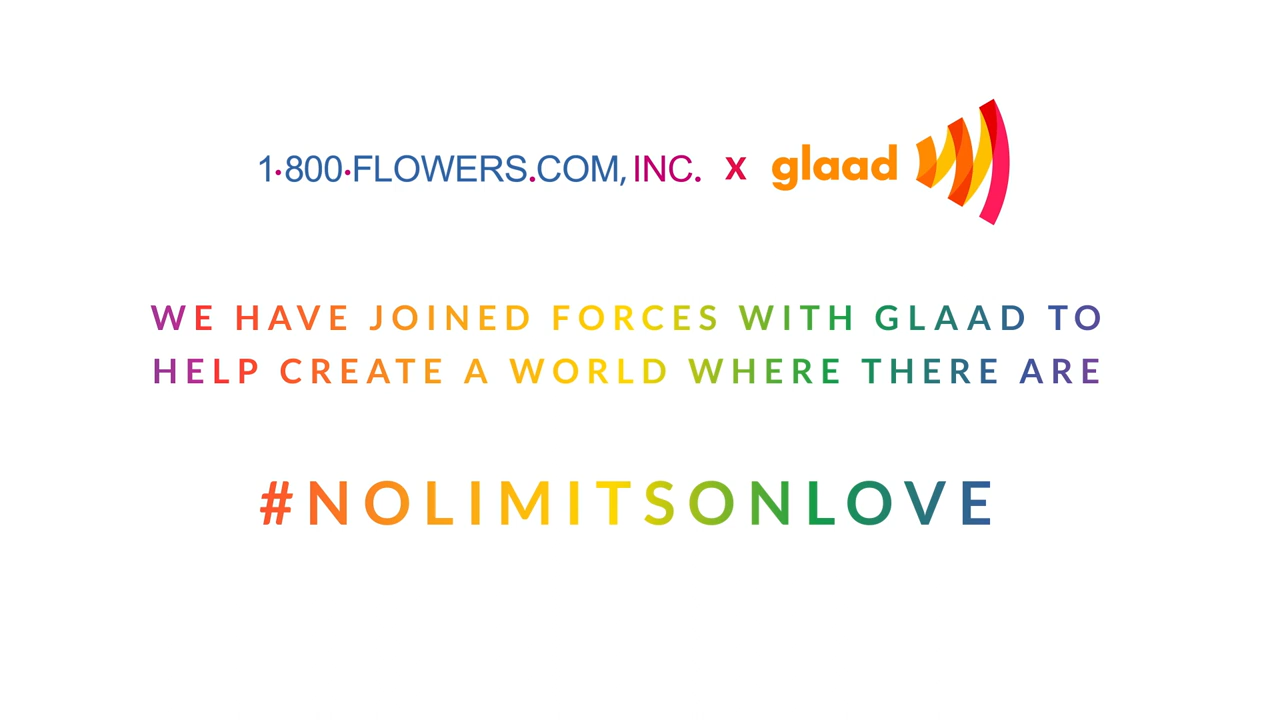 1·800·FLOWERS.COM, INC. x glaad
WE HAVE JOINED FORCES WITH GLAAD TO
HELP CREATE A WORLD WHERE THERE ARE
#NOLIMITSONLOVE